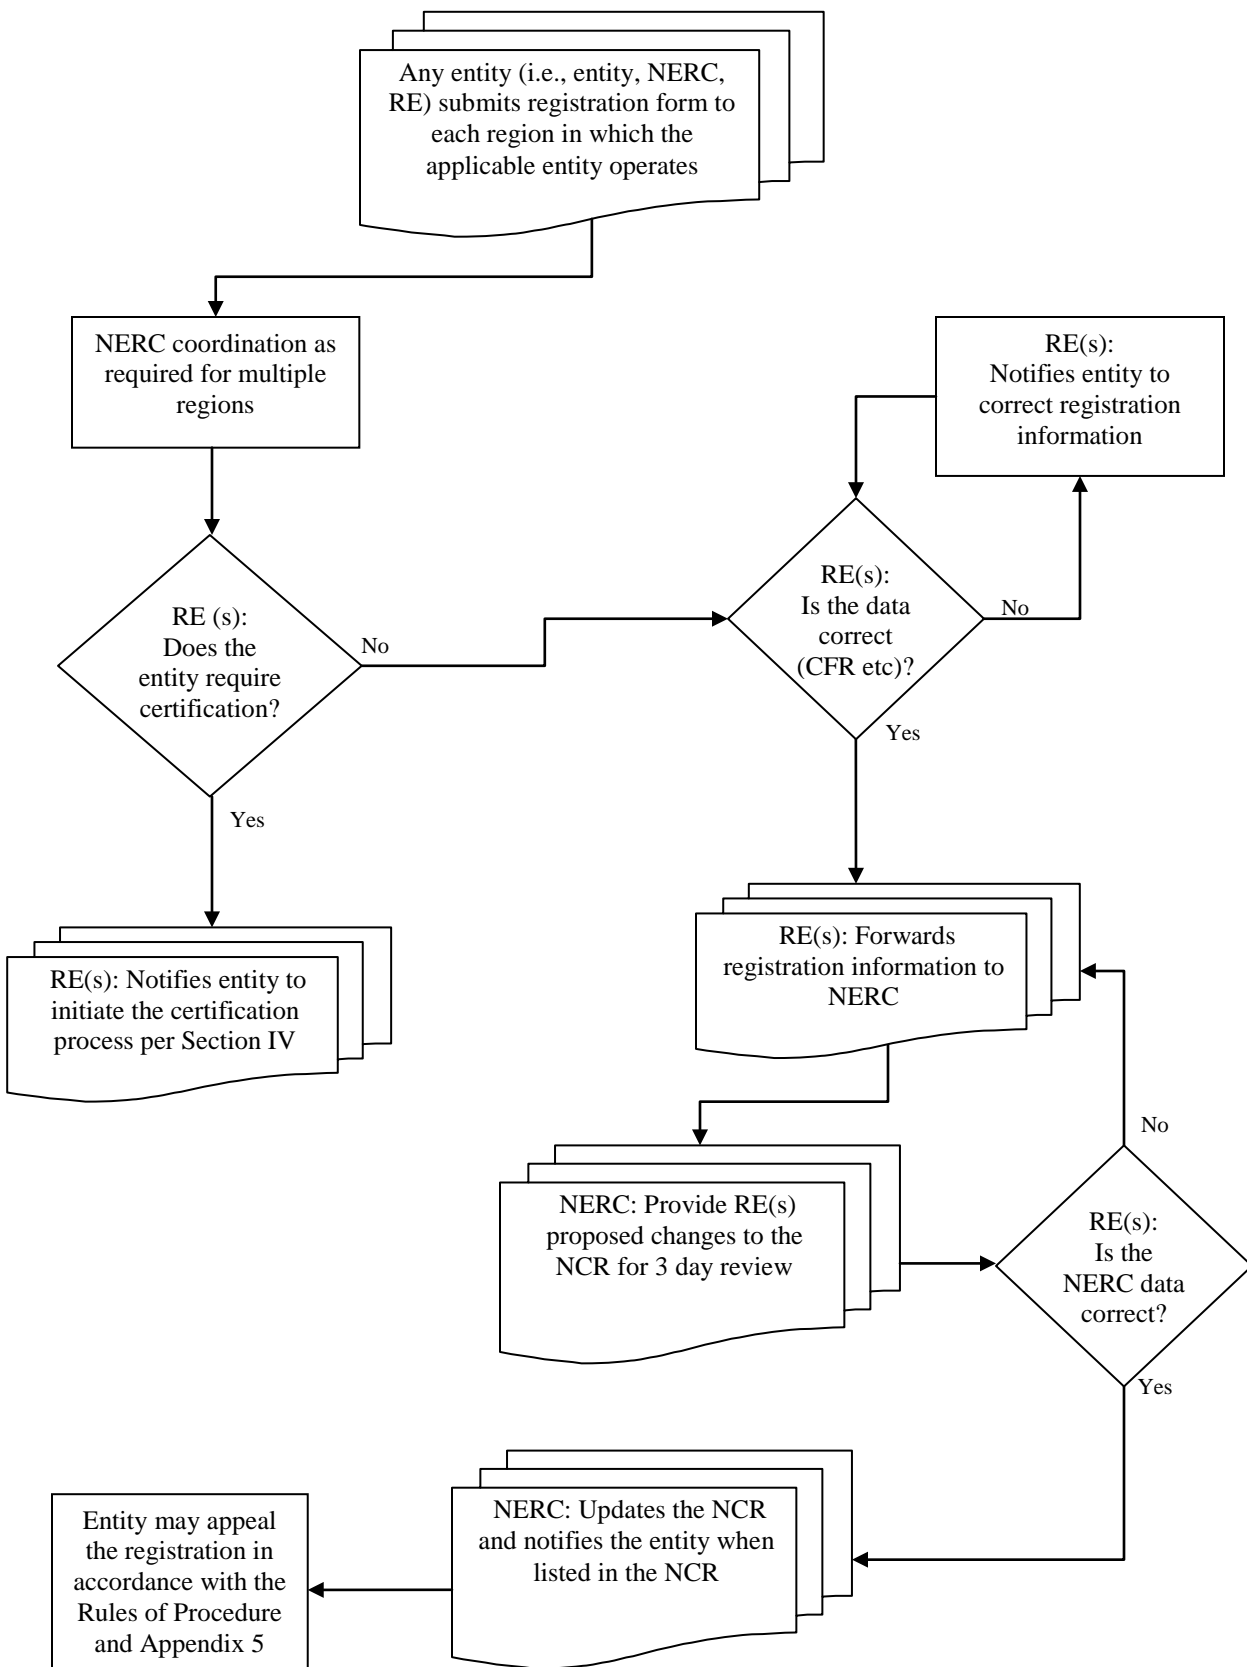 Any entity (i.e., entity, NERC,
RE) submits registration form to
each region in which the
applicable entity operates
NERC coordination as
required for multiple
regions
RE(s):
Notifies entity to
correct registration
information
RE (s):
Does the
entity require
certification?
No
Yes
RE(s):
Is the data
correct
(CFR etc)?
No
Yes
RE(s): Notifies entity to
initiate the certification
process per Section IV
RE(s): Forwards
registration information to
NERC
NERC: Provide RE(s)
proposed changes to the
NCR for 3 day review
No
RE(s):
Is the
NERC data
correct?
Yes
NERC: Updates the NCR
and notifies the entity when
listed in the NCR
Entity may appeal
the registration in
accordance with the
Rules of Procedure
and Appendix 5